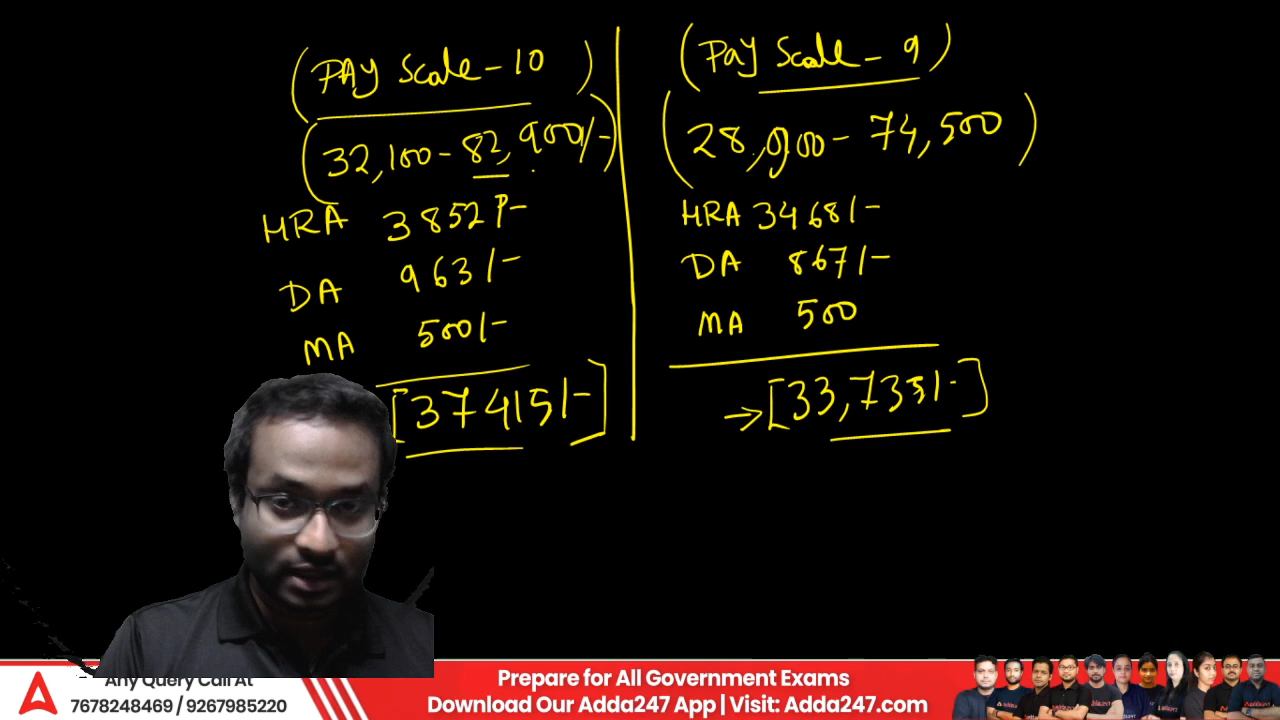 (PAY Scale-10)
(32,100-82,900/-)
HRA 3852/-
DA 963/-
MA 500/-
[37415/-]
(Pay Scale-9)
(28,900-74,500)
HRA 3468/-
DA 867/-
MA 500
→[33,735/-]
Any Query Call At
7678248469 / 9267985220
Prepare for All Government Exams
Download Our Adda247 App | Visit: Adda247.com